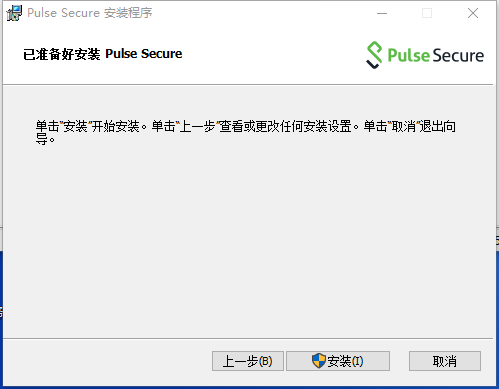 Pulse Secure 安装程序
已准备好安装 Pulse Secure
Pulse Secure
单击“安装”开始安装。单击“上一步”查看或更改任何安装设置。单击“取消”退出向
导。
上一步(B)
安装(I)
取消